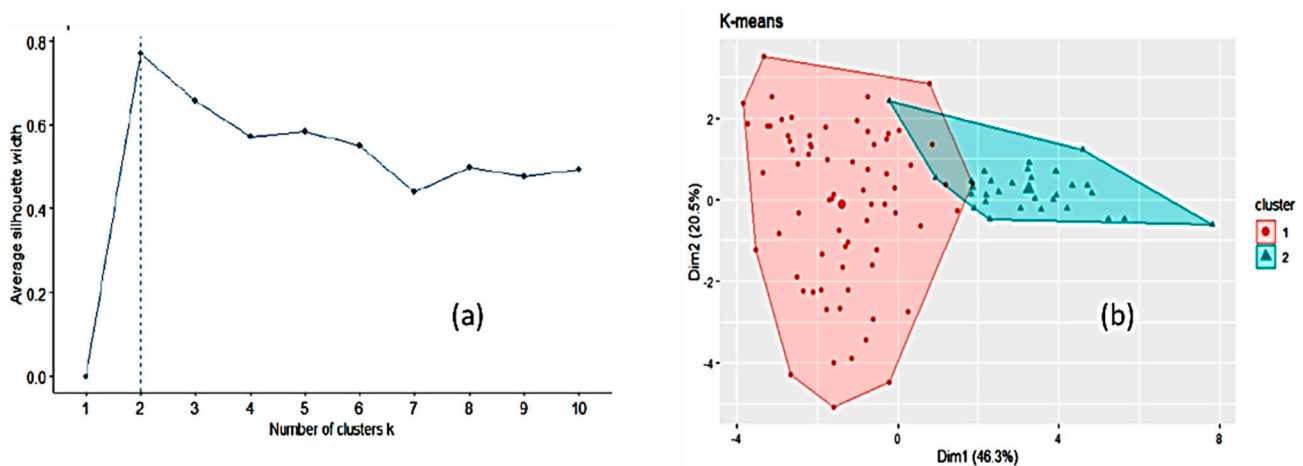 0.8
0.6
0.4
0.2
0.0
Average silhouette width
1 2 3 4 5 6 7 8 9 10
Number of clusters k
(a)
K-means
2
0
-2
-4
Dim2 (20.5%)
-4 0 4 8
Dim1 (46.3%)
(b)
cluster
1
2